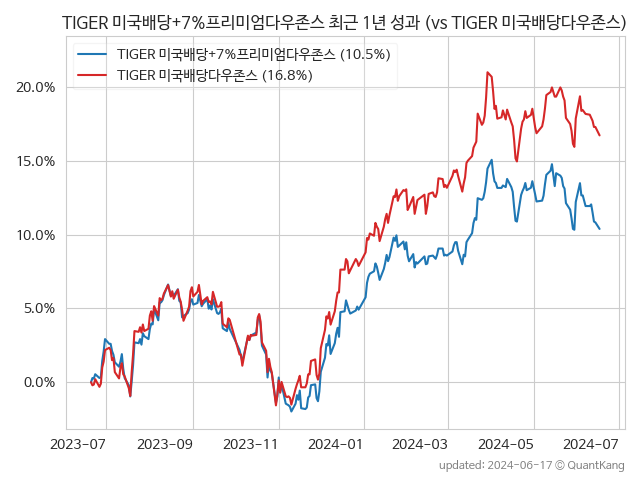 TIGER 미국배당+7%프리미엄다우존스 최근 1년 성과 (vs TIGER 미국배당다우존스)
TIGER 미국배당+7%프리미엄다우존스 (10.5%)
TIGER 미국배당다우존스 (16.8%)
20.0%
15.0%
10.0%
5.0%
0.0%
2023-07 2023-09 2023-11 2024-01 2024-03 2024-05 2024-07
updated: 2024-06-17 © QuantKang